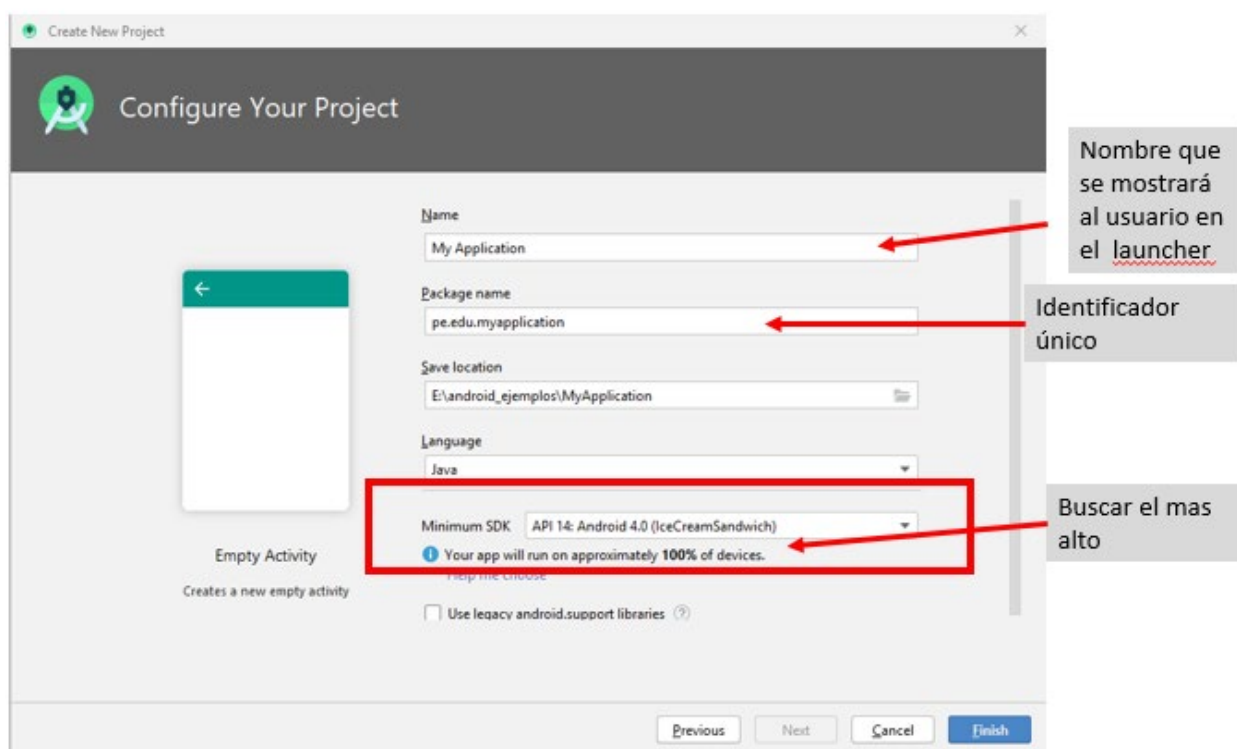 Create New Project
Configure Your Project
Name
My Application
Package name
pe.edu.myapplication
Save location
E:\android_ejemplos\MyApplication
Language
Java
Minimum SDK API 14: Android 4.0 (IceCreamSandwich)
Your app will run on approximately 100% of devices.
Help me choose
Use legacy android.support libraries ?
Empty Activity
Creates a new empty activity
Previous
Next
Cancel
Finish
Nombre que
se mostrará
al usuario en
el launcher
Identificador
único
Buscar el mas
alto